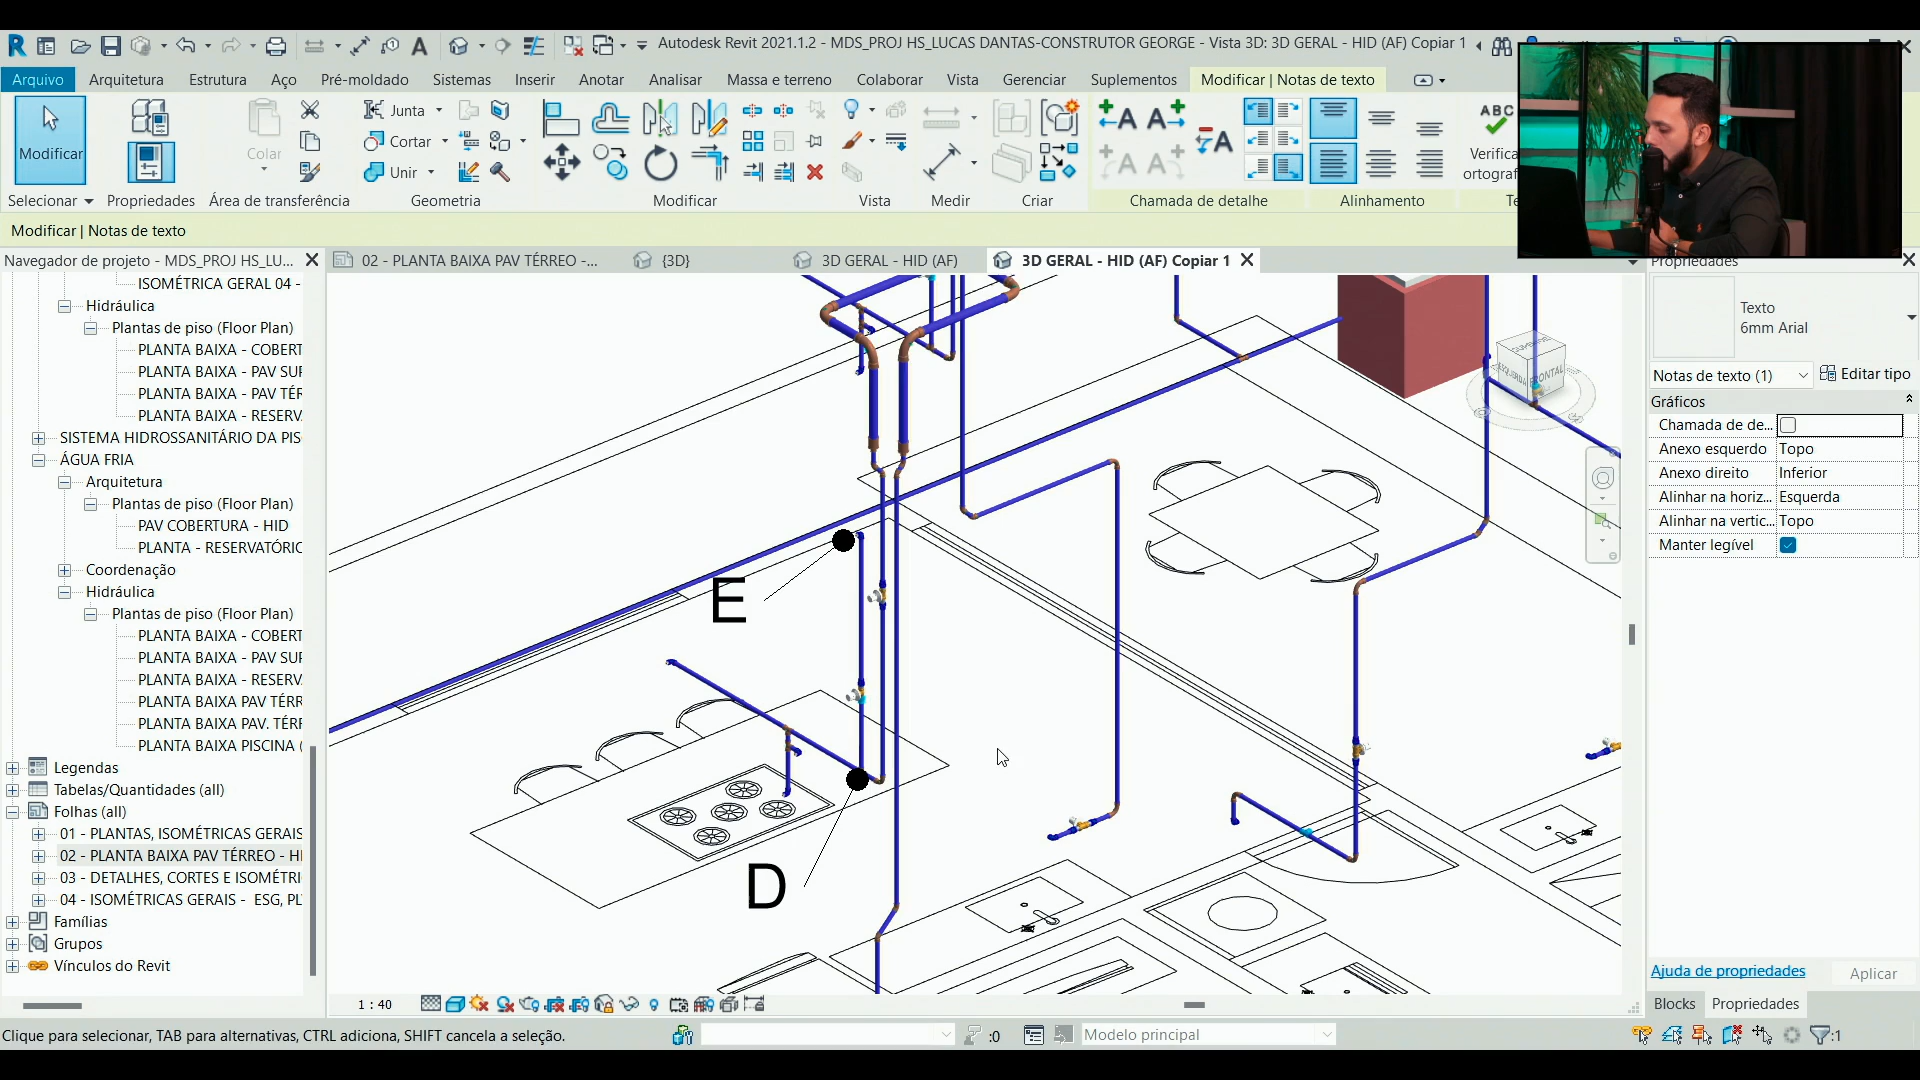 Autodesk Revit 2021.1.2 - MDS_PROJ HS_LUCAS DANTAS-CONSTRUTOR GEORGE - Vista 3D: 3D GERAL - HID (AF) Copiar 1
Arquivo Arquitetura Estrutura Aço Pré-moldado Sistemas Inserir Anotar Analisar Massa e terreno Colaborar Vista Gerenciar Suplementos Modificar | Notas de texto
Modificar
Colar
Junta
Cortar
Unir
ABC
Verifica
ortograf
Selecionar Propriedades Área de transferência Geometria Modificar Vista Medir Criar Chamada de detalhe Alinhamento Te
Modificar | Notas de texto
Navegador de projeto - MDS_PROJ HS_LU...
02 - PLANTA BAIXA PAV TÉRREO -...
{3D}
3D GERAL - HID (AF)
3D GERAL - HID (AF) Copiar 1
ISOMÉTRICA GERAL 04 -
Hidráulica
Plantas de piso (Floor Plan)
PLANTA BAIXA - COBERT
PLANTA BAIXA - PAV SUF
PLANTA BAIXA - PAV TÉR
PLANTA BAIXA - RESERV
SISTEMA HIDROSSANITÁRIO DA PIS
ÁGUA FRIA
Arquitetura
Plantas de piso (Floor Plan)
PAV COBERTURA - HID
PLANTA - RESERVATÓRIC
Coordenação
Hidráulica
Plantas de piso (Floor Plan)
PLANTA BAIXA - COBERT
PLANTA BAIXA - PAV SUF
PLANTA BAIXA - RESERV
PLANTA BAIXA PAV TÉRR
PLANTA BAIXA PAV. TÉRF
PLANTA BAIXA PISCINA (
Legendas
Tabelas/Quantidades (all)
Folhas (all)
01 - PLANTAS, ISOMÉTRICAS GERAIS
02 - PLANTA BAIXA PAV TÉRREO - HI
03 - DETALHES, CORTES E ISOMÉTRI
04 - ISOMÉTRICAS GERAIS - ESG, PL
Famílias
Grupos
Vínculos do Revit
E
D
FRONTAL
Propriedades
Texto
6mm Arial
Notas de texto (1)
Editar tipo
Gráficos
Chamada de de...
Anexo esquerdo Topo
Anexo direito Inferior
Alinhar na horiz... Esquerda
Alinhar na vertic... Topo
Manter legível
Ajuda de propriedades
Aplicar
Blocks Propriedades
1 : 40
Clique para selecionar, TAB para alternativas, CTRL adiciona, SHIFT cancela a seleção.
:0
Modelo principal
:1